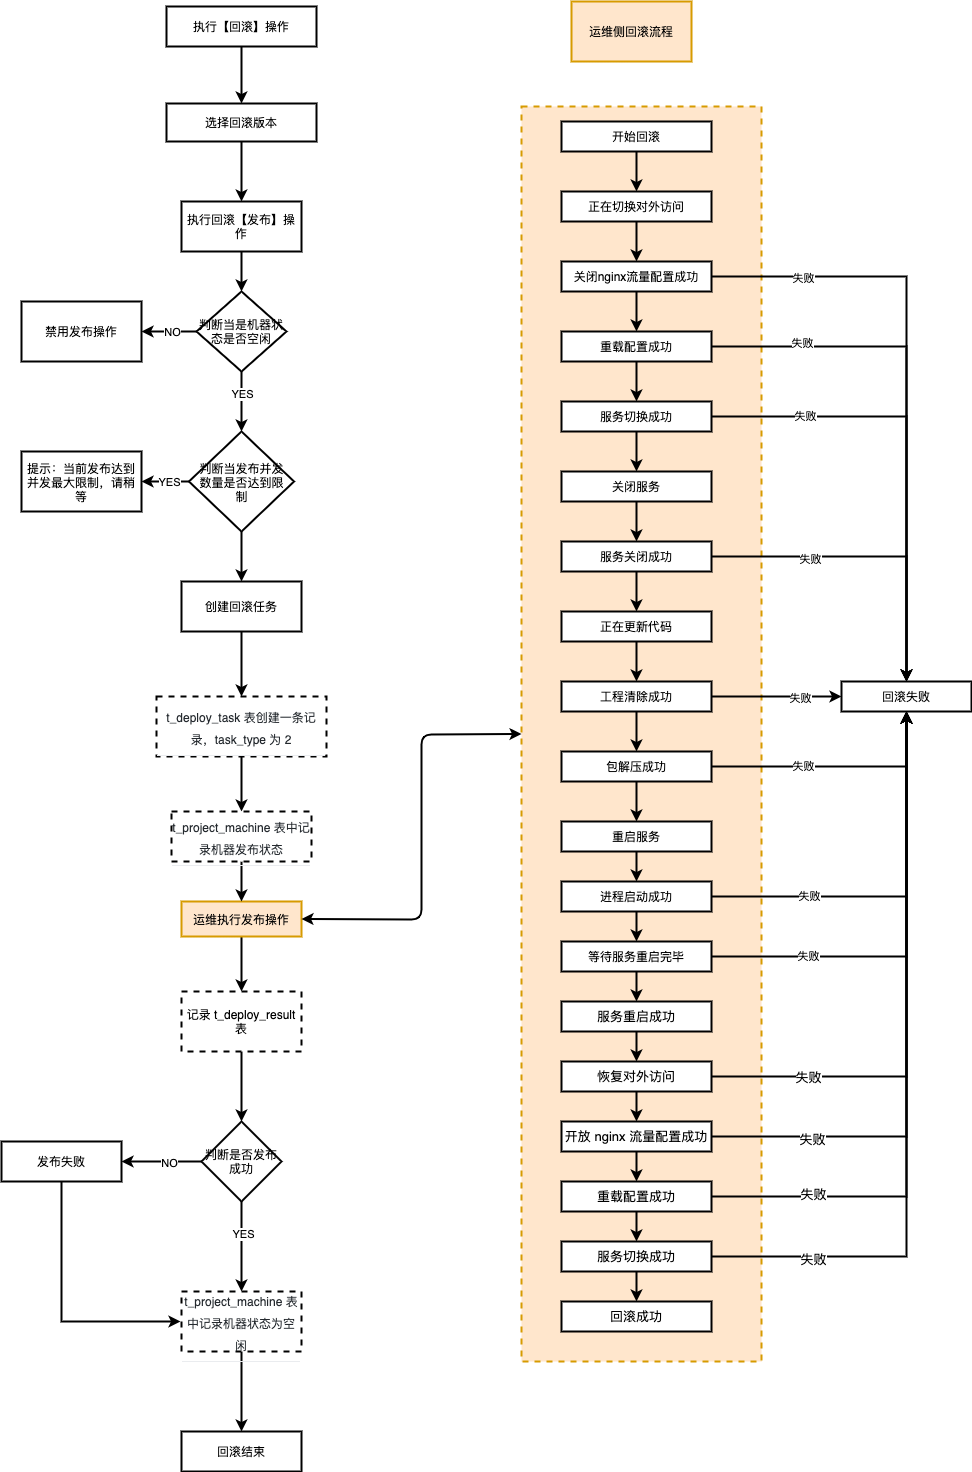 执行【回滚】操作
选择回滚版本
执行回滚【发布】操
作
判断当是机器状
态是否空闲
NO
禁用发布操作
YES
判断当发布并发
数量是否达到限
制
YES
提示：当前发布达到
并发最大限制，请稍
等
创建回滚任务
t_deploy_task 表创建一条记
录，task_type 为 2
t_project_machine 表中记
录机器发布状态
运维执行发布操作
记录 t_deploy_result
表
判断是否发布
成功
NO
发布失败
YES
t_project_machine 表
中记录机器状态为空
闲
回滚结束
运维侧回滚流程
开始回滚
正在切换对外访问
关闭nginx流量配置成功
失败
重载配置成功
失败
服务切换成功
失败
关闭服务
服务关闭成功
失败
正在更新代码
工程清除成功
失败
回滚失败
包解压成功
失败
重启服务
进程启动成功
失败
等待服务重启完毕
失败
服务重启成功
恢复对外访问
失败
开放 nginx 流量配置成功
失败
重载配置成功
失败
服务切换成功
失败
回滚成功